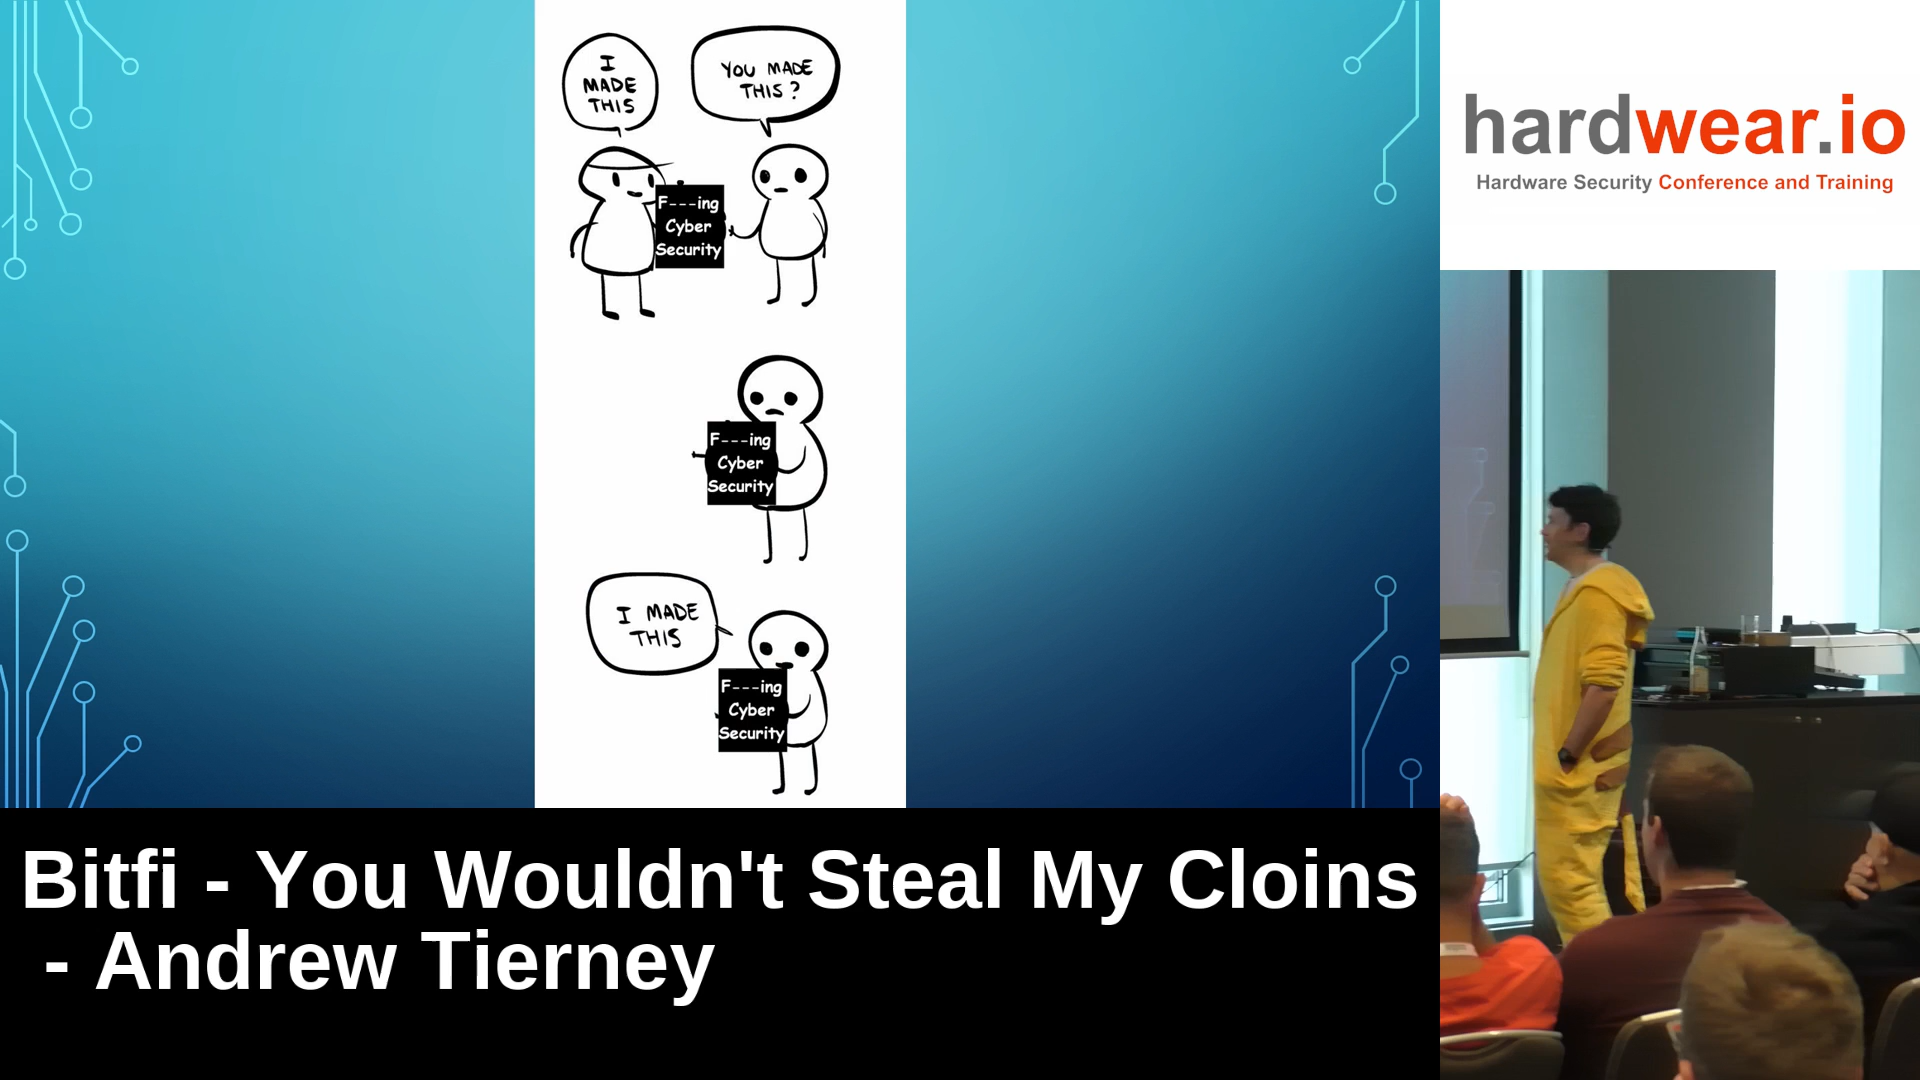 I
MADE
THIS
YOU MADE
THIS?
F---ing
Cyber
Security
F---ing
Cyber
Security
I MADE
THIS
F---ing
Cyber
Security
hardwear.io
Hardware Security Conference and Training
Bitfi - You Wouldn't Steal My Cloins
- Andrew Tierney